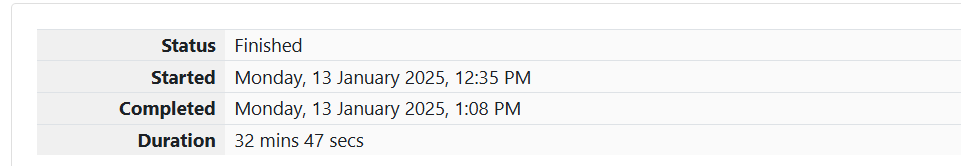 Status Finished
Started Monday, 13 January 2025, 12:35 PM
Completed Monday, 13 January 2025, 1:08 PM
Duration 32 mins 47 secs